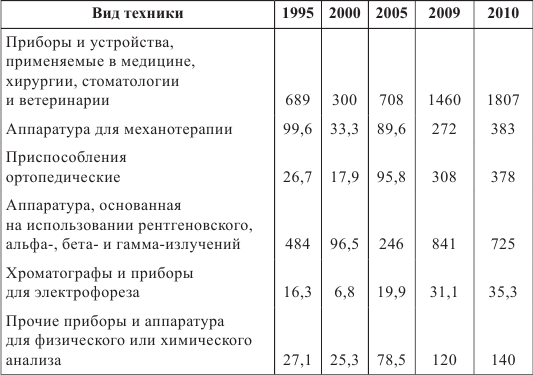 Вид техники 1995 2000 2005 2009 2010
Приборы и устройства,
применяемые в медицине,
хирургии, стоматологии
и ветеринарии 689 300 708 1460 1807
Аппаратура для механотерапии 99,6 33,3 89,6 272 383
Приспособления
ортопедические 26,7 17,9 95,8 308 378
Аппаратура, основанная
на использовании рентгеновского,
альфа-, бета- и гамма-излучений 484 96,5 246 841 725
Хроматографы и приборы
для электрофореза 16,3 6,8 19,9 31,1 35,3
Прочие приборы и аппаратура
для физического или химического
анализа 27,1 25,3 78,5 120 140